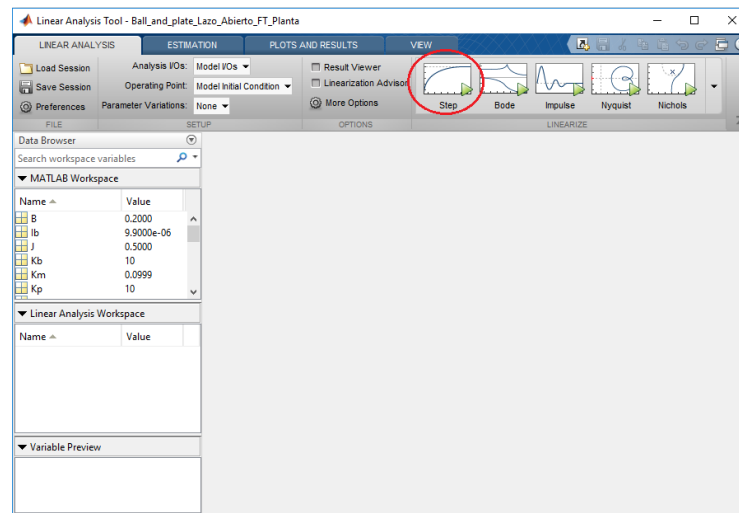 Linear Analysis Tool - Ball_and_plate_Lazo_Abierto_FT_Planta
LINEAR ANALYSIS ESTIMATION PLOTS AND RESULTS VIEW
Load Session
Save Session
Preferences
FILE
Analysis I/Os: Model I/Os
Operating Point: Model Initial Condition
Parameter Variations: None
SETUP
Result Viewer
Linearization Advisor
More Options
OPTIONS
Step Bode Impulse Nyquist Nichols
LINEARIZE
Data Browser
Search workspace variables
MATLAB Workspace
Name Value
B 0.2000
Ib 9.9000e-06
J 0.5000
Kb 10
Km 0.0999
Kp 10
Linear Analysis Workspace
Name Value
Variable Preview